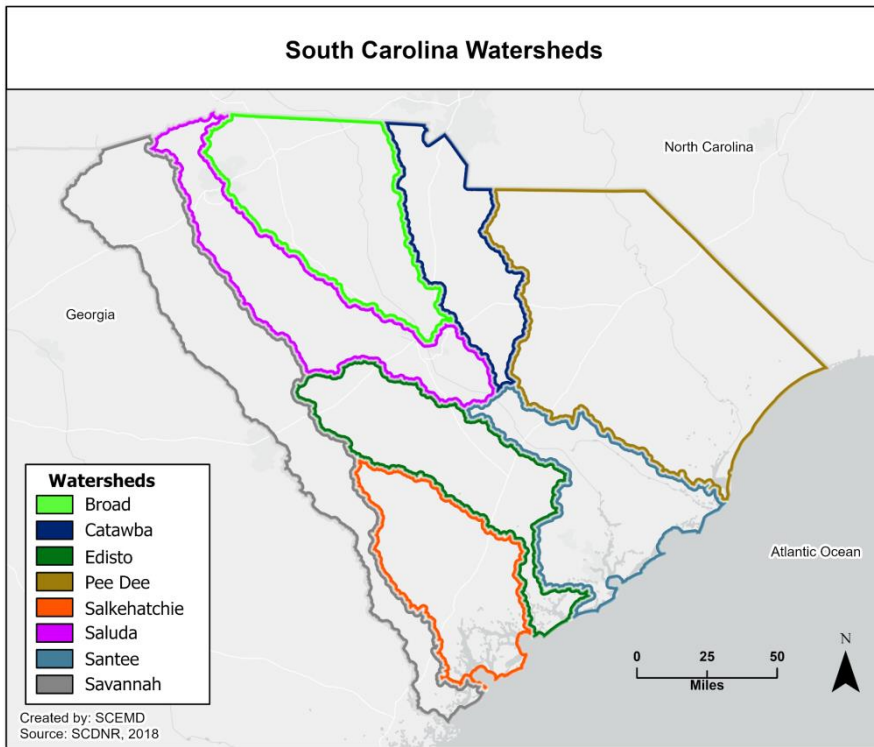 South Carolina Watersheds
North Carolina
Georgia
Atlantic Ocean
Watersheds
Broad
Catawba
Edisto
Pee Dee
Salkehatchie
Saluda
Santee
Savannah
N
0 25 50
Miles
Created by: SCEMD
Source: SCDNR, 2018